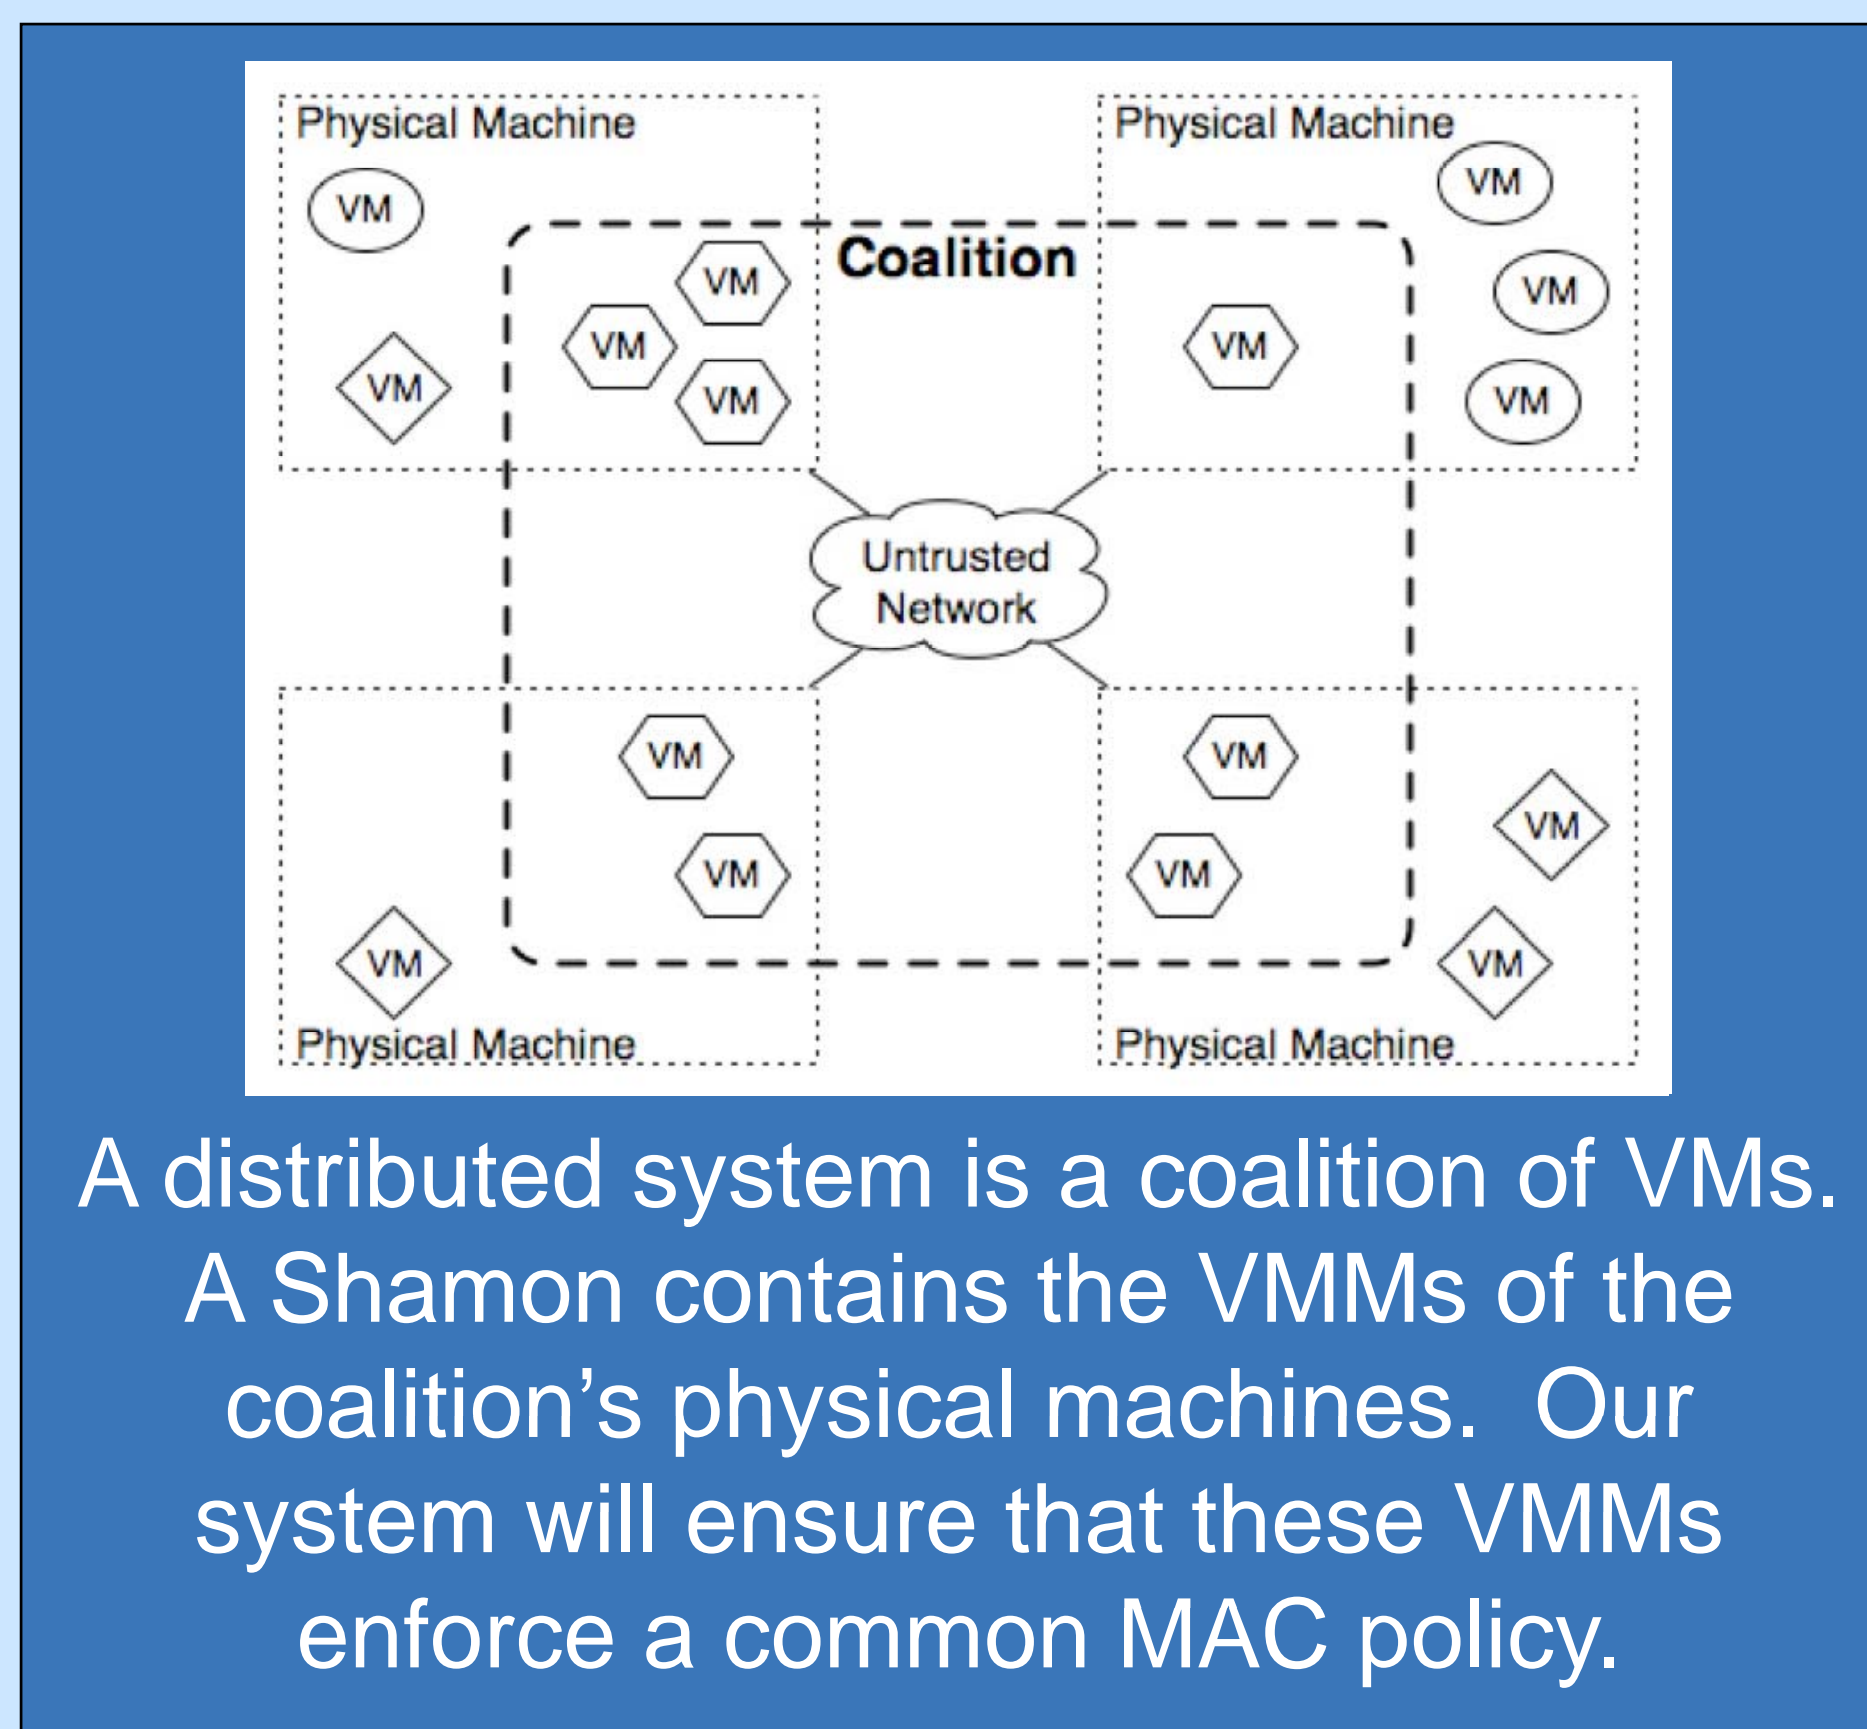 Physical Machine
Physical Machine
VM
VM
Coalition
VM
VM
VM
VM
VM
VM
VM
VM
Untrusted
Network
VM
VM
VM
VM
VM
VM
VM
VM
Physical Machine
Physical Machine
A distributed system is a coalition of VMs.
A Shamon contains the VMMs of the
coalition’s physical machines.  Our
system will ensure that these VMMs
enforce a common MAC policy.